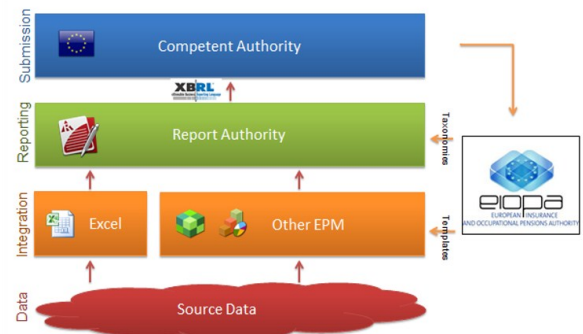 Submission
Competent Authority
XBRL
Reporting
Report Authority
Taxonomies
eiopa
EUROPEAN INSURANCE
AND OCCUPATIONAL PENSIONS AUTHORITY
Integration
Excel
Other EPM
Templates
Data
Source Data